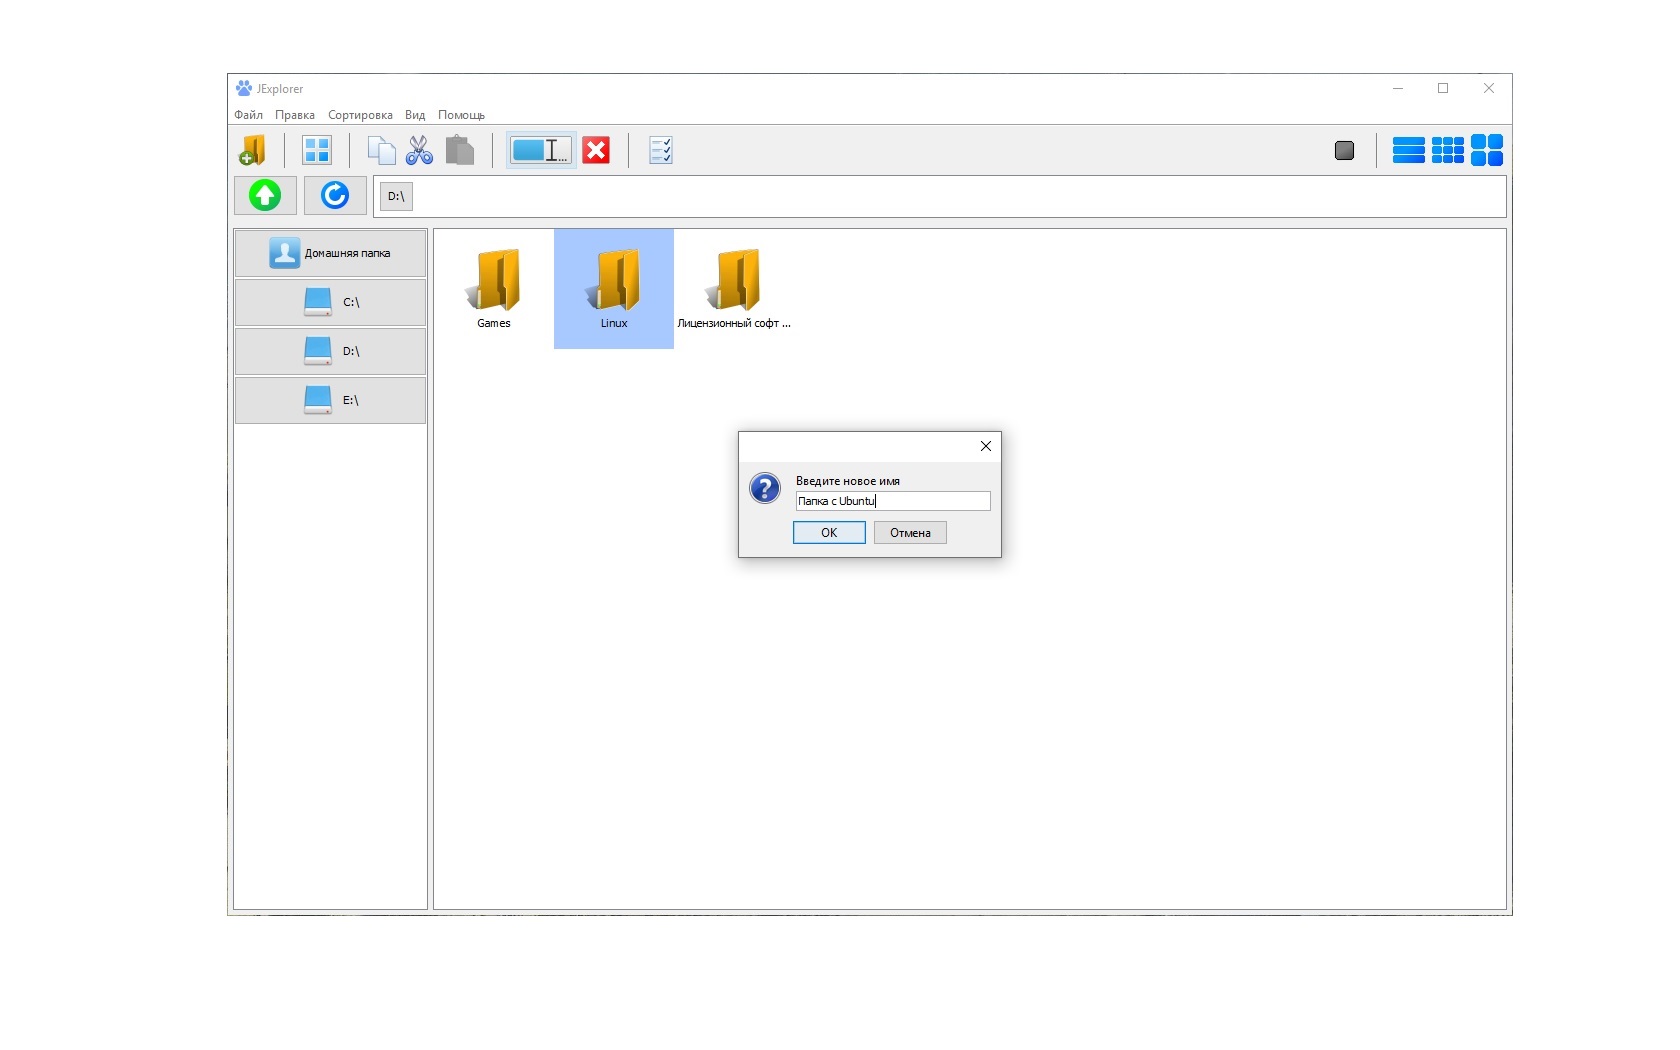 JExplorer
Файл Правка Сортировка Вид Помощь
D:\
Домашняя папка
C:\
D:\
E:\
Games Linux Лицензионный софт ...
Введите новое имя
Папка с Ubuntu
OK Отмена